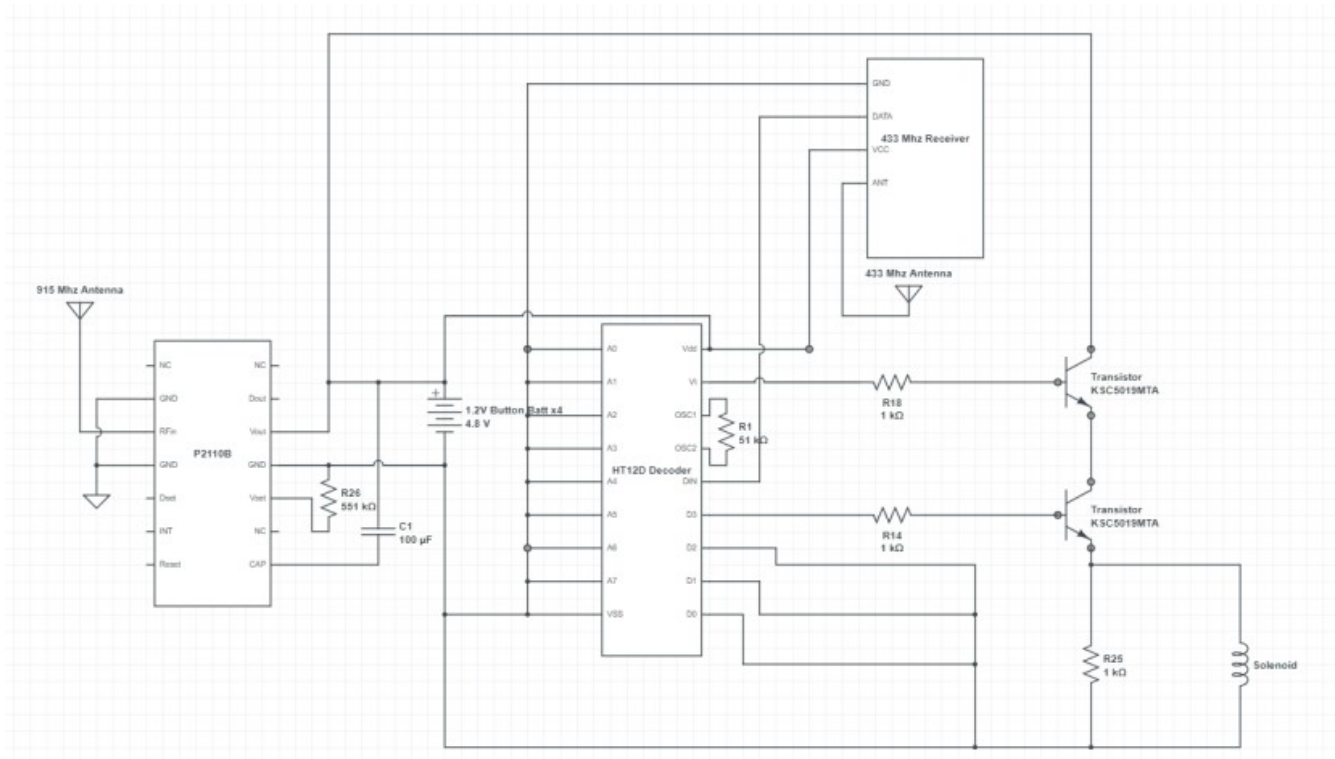 GND
DATA
433 Mhz Receiver
VCC
ANT
433 Mhz Antenna
915 Mhz Antenna
NC
GND
RFin
GND
Dset
INT
Reset
P2110B
NC
Dout
Vout
GND
Vset
NC
CAP
R26
551 kΩ
C1
100 µF
+
1.2V Button Batt x4
4.8 V
A0
A1
A2
A3
A4
A5
A6
A7
VSS
HT12D Decoder
Vdd
Vt
OSC1
OSC2
DIN
D3
D2
D1
D0
R1
51 kΩ
R18
1 kΩ
R14
1 kΩ
Transistor
KSC5019MTA
Transistor
KSC5019MTA
R25
1 kΩ
Solenoid